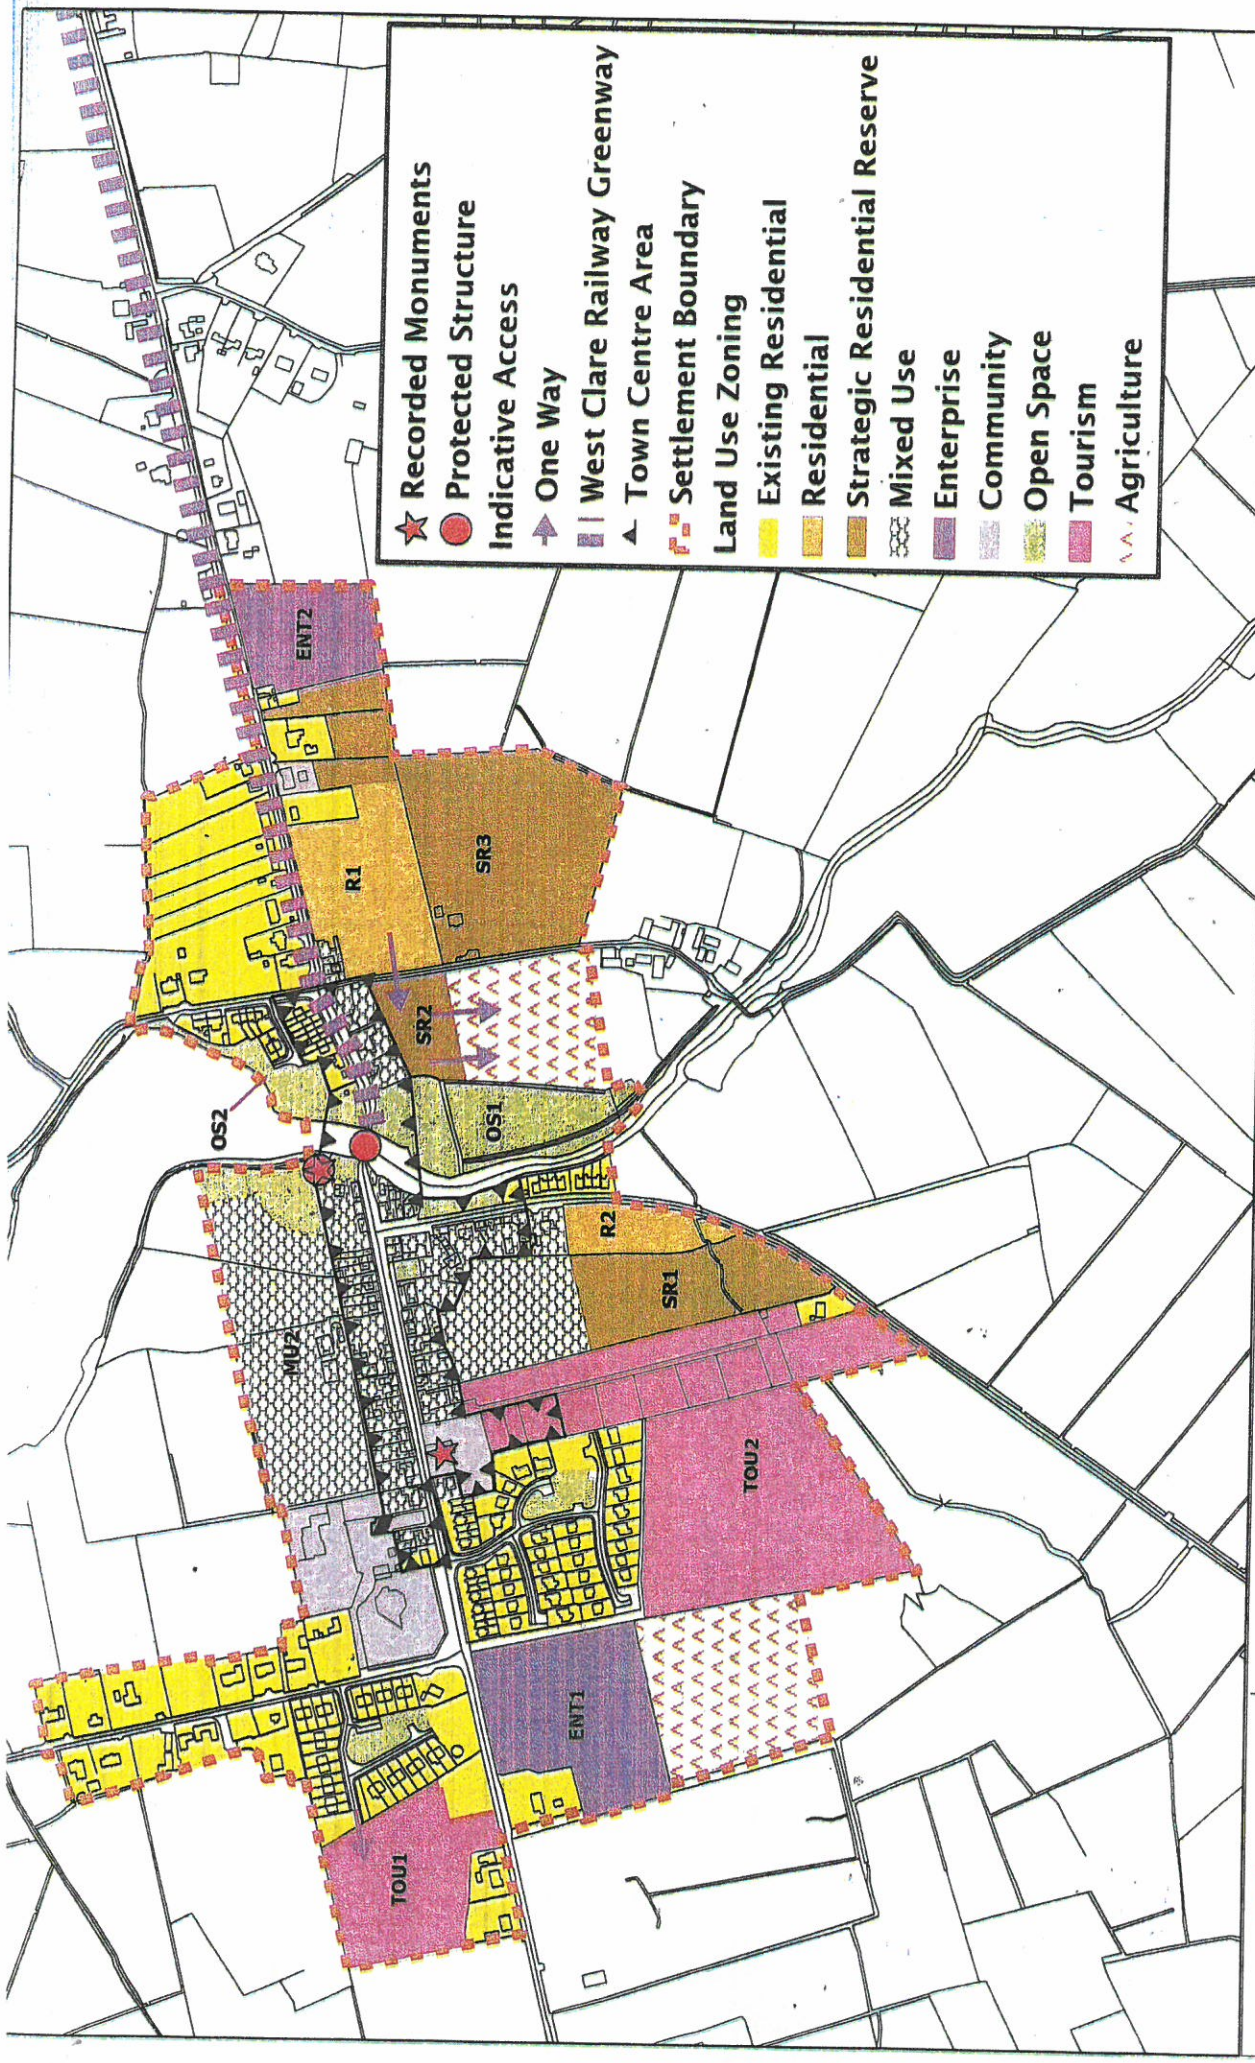 Recorded Monuments
Protected Structure
Indicative Access
One Way
West Clare Railway Greenway
Town Centre Area
Settlement Boundary
Land Use Zoning
Existing Residential
Residential
Strategic Residential Reserve
Mixed Use
Enterprise
Community
Open Space
Tourism
Agriculture
TOU1
ENT1
TOU2
MU2
SR1
R2
OS2
OS1
SR2
R1
SR3
ENT2